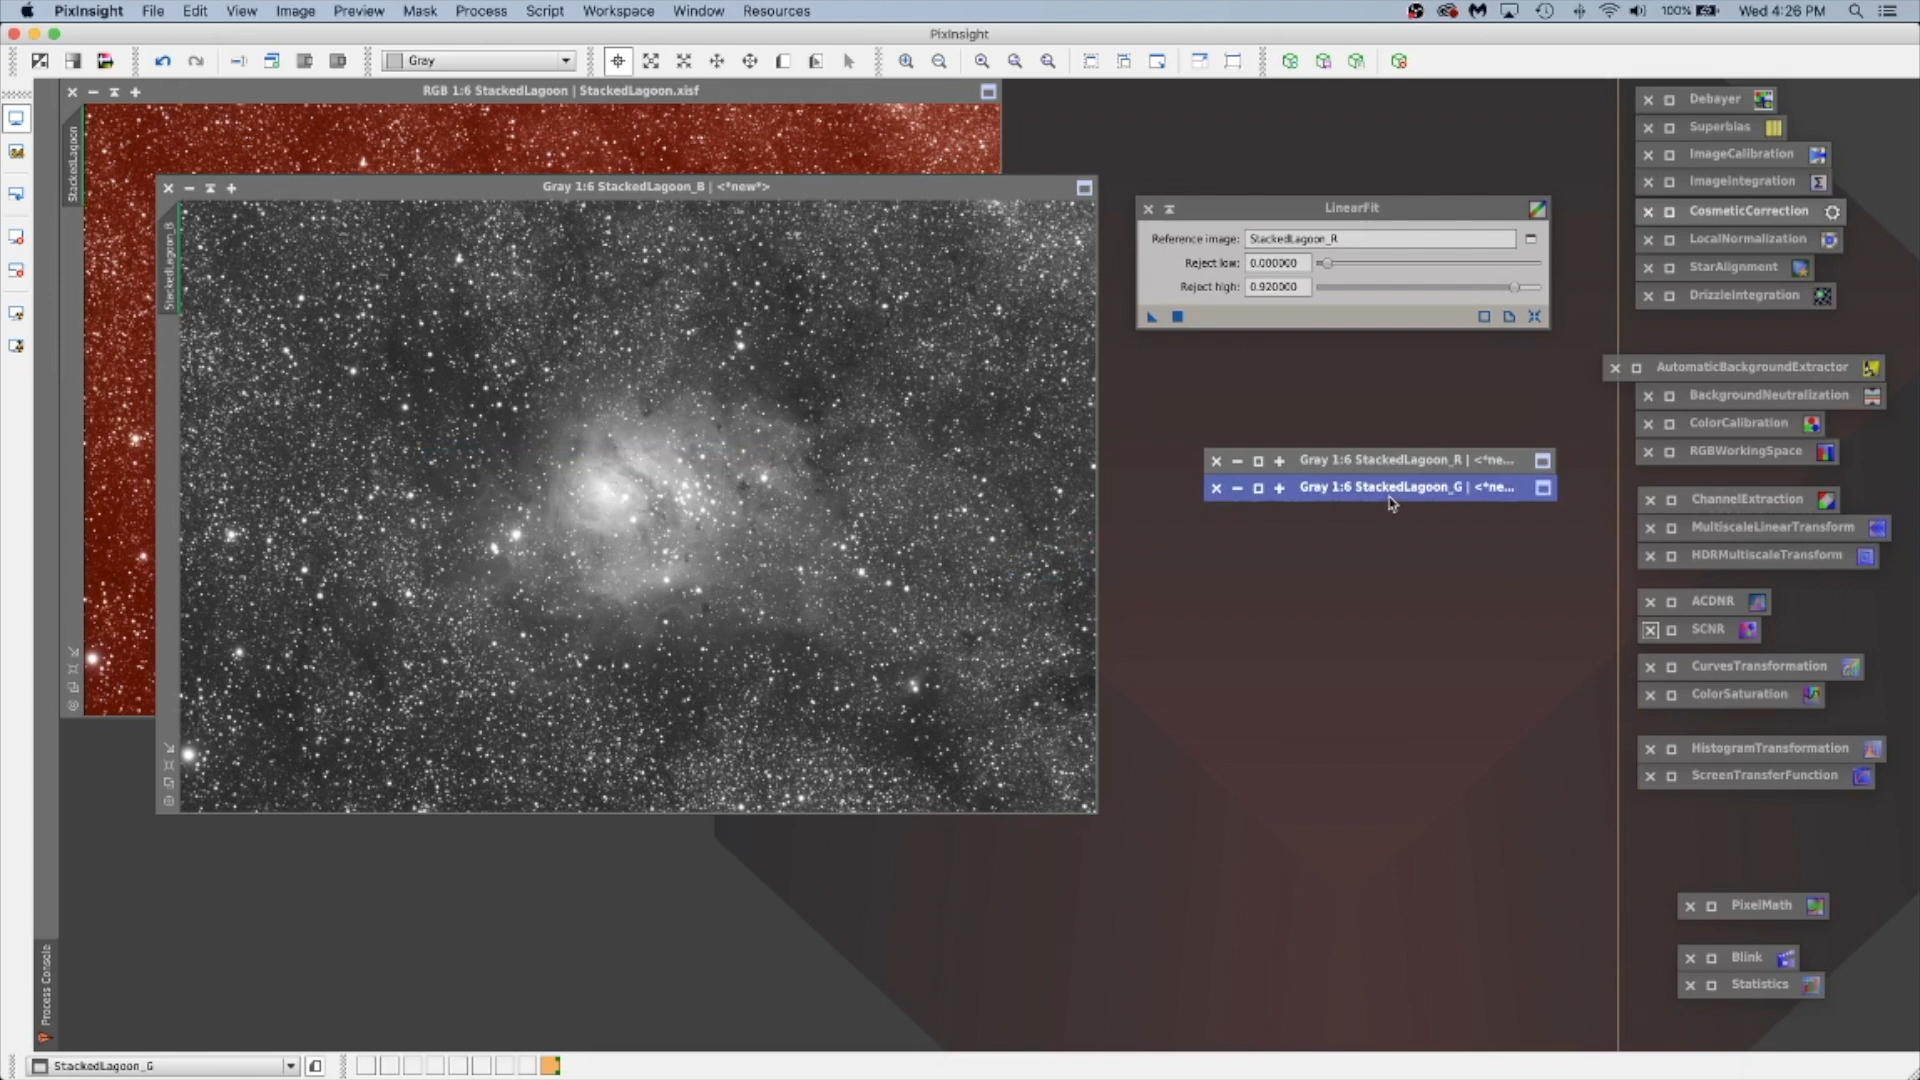 PixInsight File Edit View Image Preview Mask Process Script Workspace Window Resources 100% Wed 4:26 PM
PixInsight
Gray
RGB 1:6 StackedLagoon | StackedLagoon.xisf
StackedLagoon
Gray 1:6 StackedLagoon_B | <*new*>
StackedLagoon_B
LinearFit
Reference image: StackedLagoon_R
Reject low: 0.000000
Reject high: 0.920000
Gray 1:6 StackedLagoon_R | <*ne...
Gray 1:6 StackedLagoon_G | <*ne...
Debayer
Superbias
ImageCalibration
ImageIntegration
CosmeticCorrection
LocalNormalization
StarAlignment
DrizzleIntegration
AutomaticBackgroundExtractor
BackgroundNeutralization
ColorCalibration
RGBWorkingSpace
ChannelExtraction
MultiscaleLinearTransform
HDRMultiscaleTransform
ACDNR
SCNR
CurvesTransformation
ColorSaturation
HistogramTransformation
ScreenTransferFunction
PixelMath
Blink
Statistics
Process Console
StackedLagoon_G